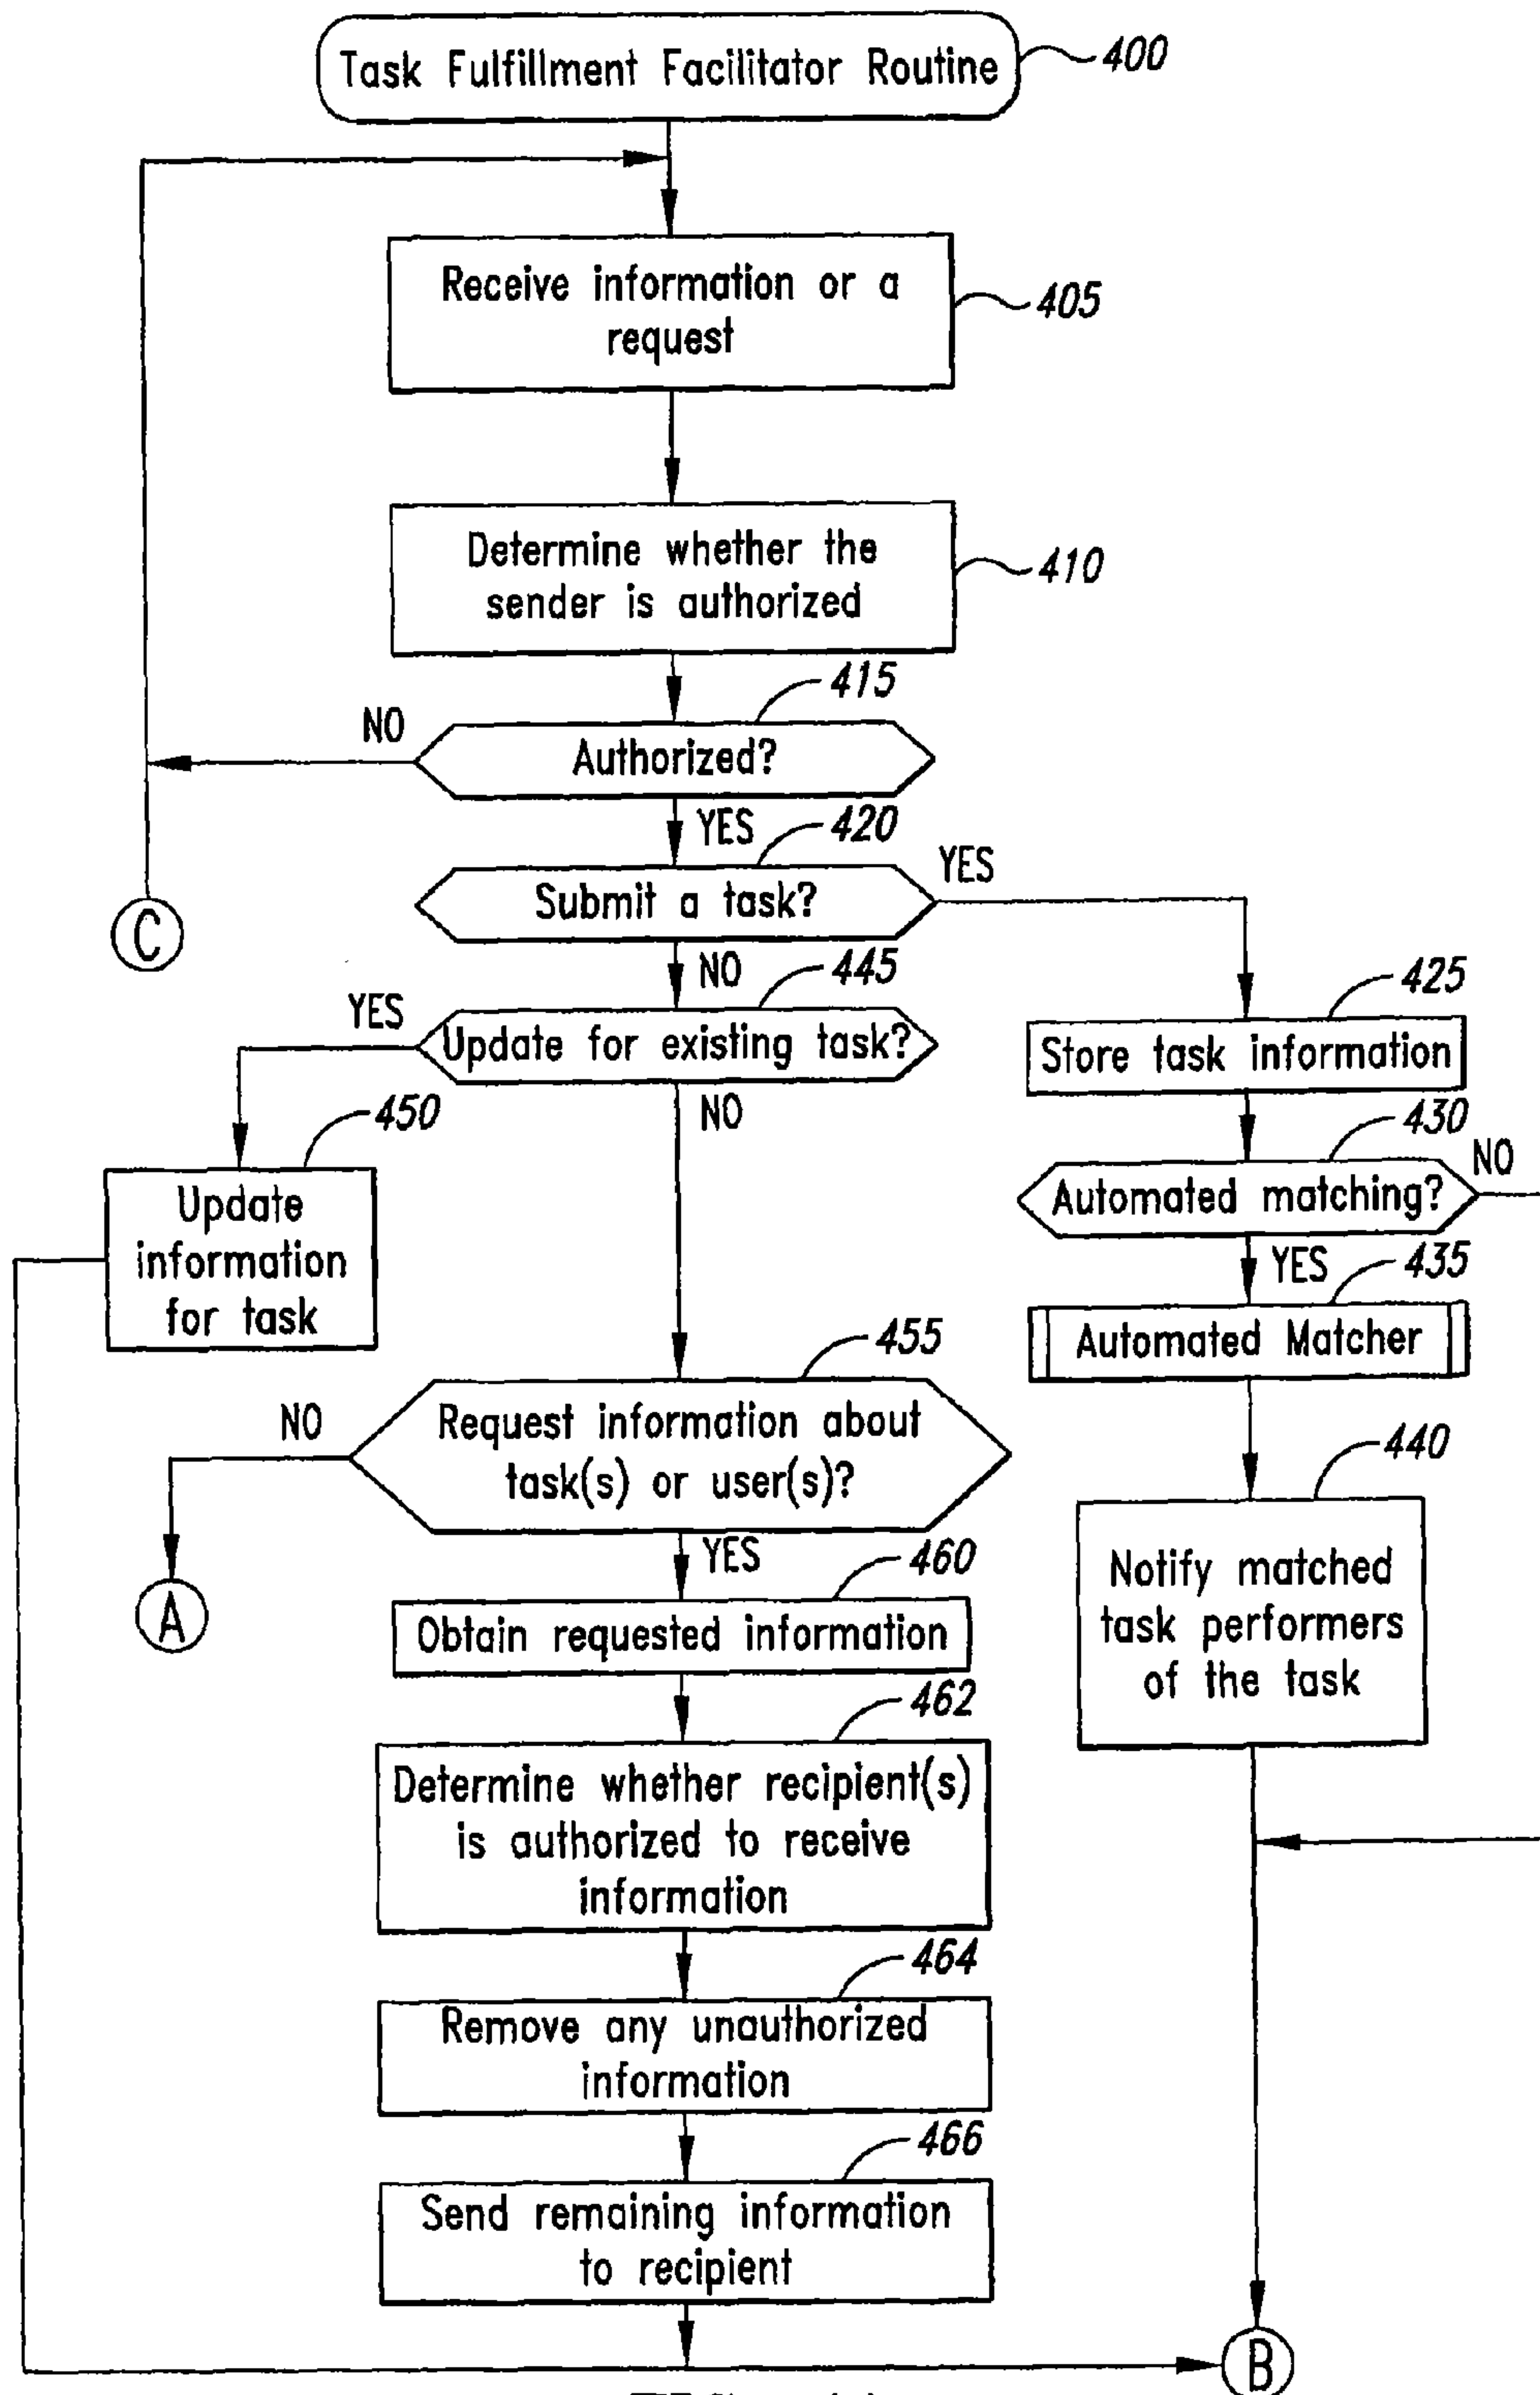 Task Fulfillment Facilitator Routine
400
Receive information or a
request
405
Determine whether the
sender is authorized
410
415
NO
Authorized?
YES
420
YES
Submit a task?
C
NO
445
YES
Update for existing task?
NO
425
Store task information
430
NO
Automated matching?
YES
435
Automated Matcher
450
Update
information
for task
455
NO
Request information about
task(s) or user(s)?
YES
A
440
Notify matched
task performers
of the task
460
Obtain requested information
462
Determine whether recipient(s)
is authorized to receive
information
464
Remove any unauthorized
information
466
Send remaining information
to recipient
B